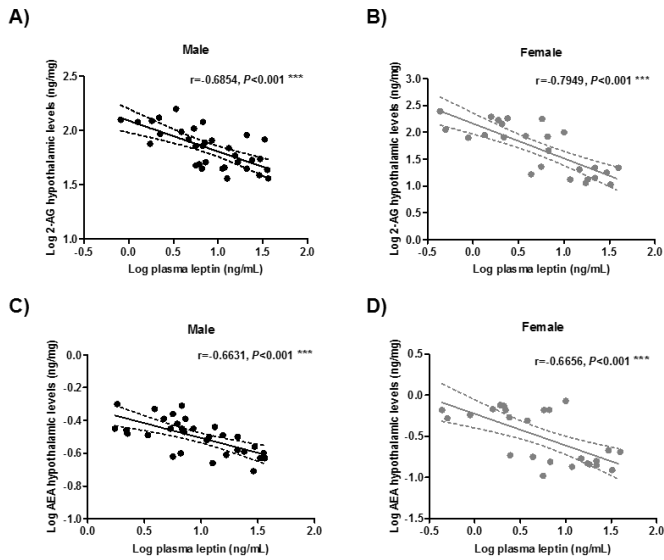 A)
Male
r=-0.6854, P<0.001 ***
Log 2-AG hypothalamic levels (ng/mg)
2.5
2.0
1.5
1.0
-0.5 0.0 0.5 1.0 1.5 2.0
Log plasma leptin (ng/mL)
B)
Female
r=-0.7949, P<0.001 ***
Log 2-AG hypothalamic levels (ng/mg)
3.0
2.5
2.0
1.5
1.0
0.5
0.0
-0.5 0.0 0.5 1.0 1.5 2.0
Log plasma leptin (ng/mL)
C)
Male
r=-0.6631, P<0.001 ***
Log AEA hypothalamic levels (ng/mg)
0.0
-0.2
-0.4
-0.6
-0.8
-1.0
0.0 0.5 1.0 1.5 2.0
Log plasma leptin (ng/mL)
D)
Female
r=-0.6656, P<0.001 ***
Log AEA hypothalamic levels (ng/mg)
0.5
0.0
-0.5
-1.0
-1.5
-0.5 0.0 0.5 1.0 1.5 2.0
Log plasma leptin (ng/mL)